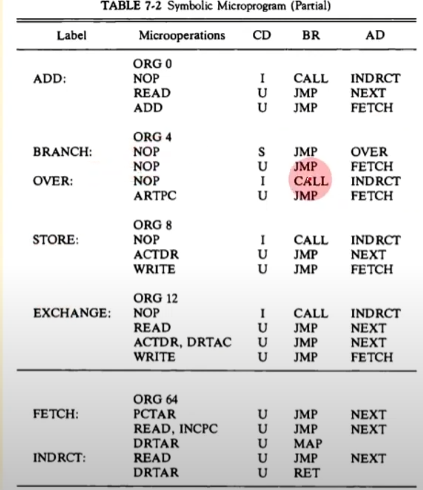 TABLE 7-2 Symbolic Microprogram (Partial)
Label Microoperations CD BR AD
ORG 0
ADD: NOP I CALL INDRCT
READ U JMP NEXT
ADD U JMP FETCH
ORG 4
BRANCH: NOP S JMP OVER
NOP U JMP FETCH
OVER: NOP I CALL INDRCT
ARTPC U JMP FETCH
ORG 8
STORE: NOP I CALL INDRCT
ACTDR U JMP NEXT
WRITE U JMP FETCH
ORG 12
EXCHANGE: NOP I CALL INDRCT
READ U JMP NEXT
ACTDR, DRTAC U JMP NEXT
WRITE U JMP FETCH
ORG 64
FETCH: PCTAR U JMP NEXT
READ, INCPC U JMP NEXT
DRTAR U MAP
INDRCT: READ U JMP NEXT
DRTAR U RET